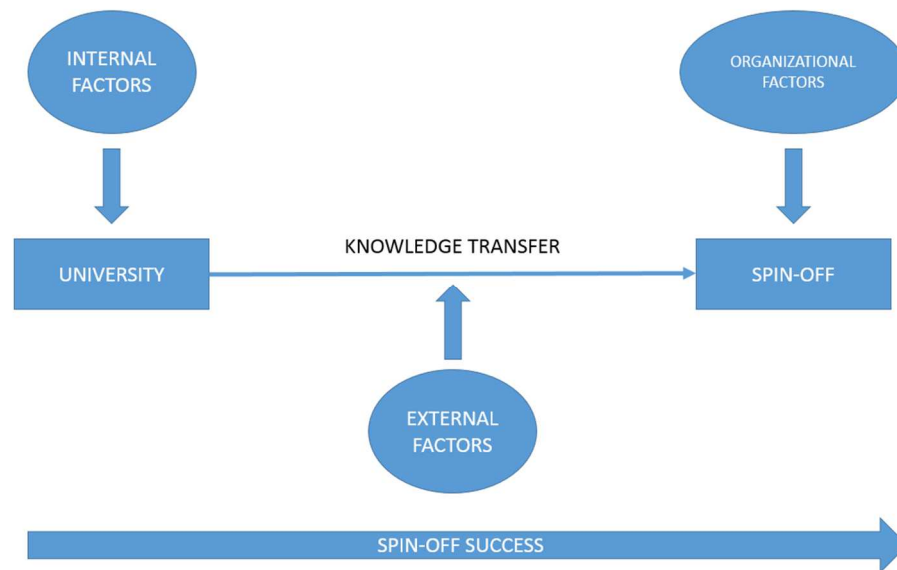 INTERNAL
FACTORS
ORGANIZATIONAL
FACTORS
KNOWLEDGE TRANSFER
UNIVERSITY
SPIN-OFF
EXTERNAL
FACTORS
SPIN-OFF SUCCESS